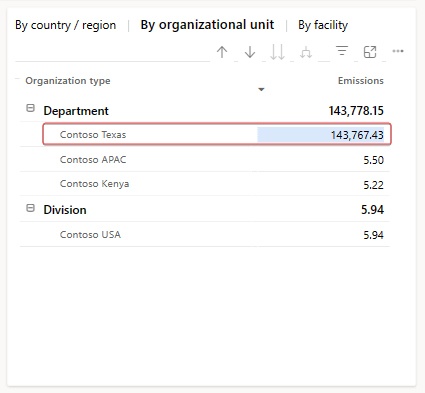 By country / region | By organizational unit | By facility
Organization type Emissions
Department 143,778.15
Contoso Texas 143,767.43
Contoso APAC 5.50
Contoso Kenya 5.22
Division 5.94
Contoso USA 5.94